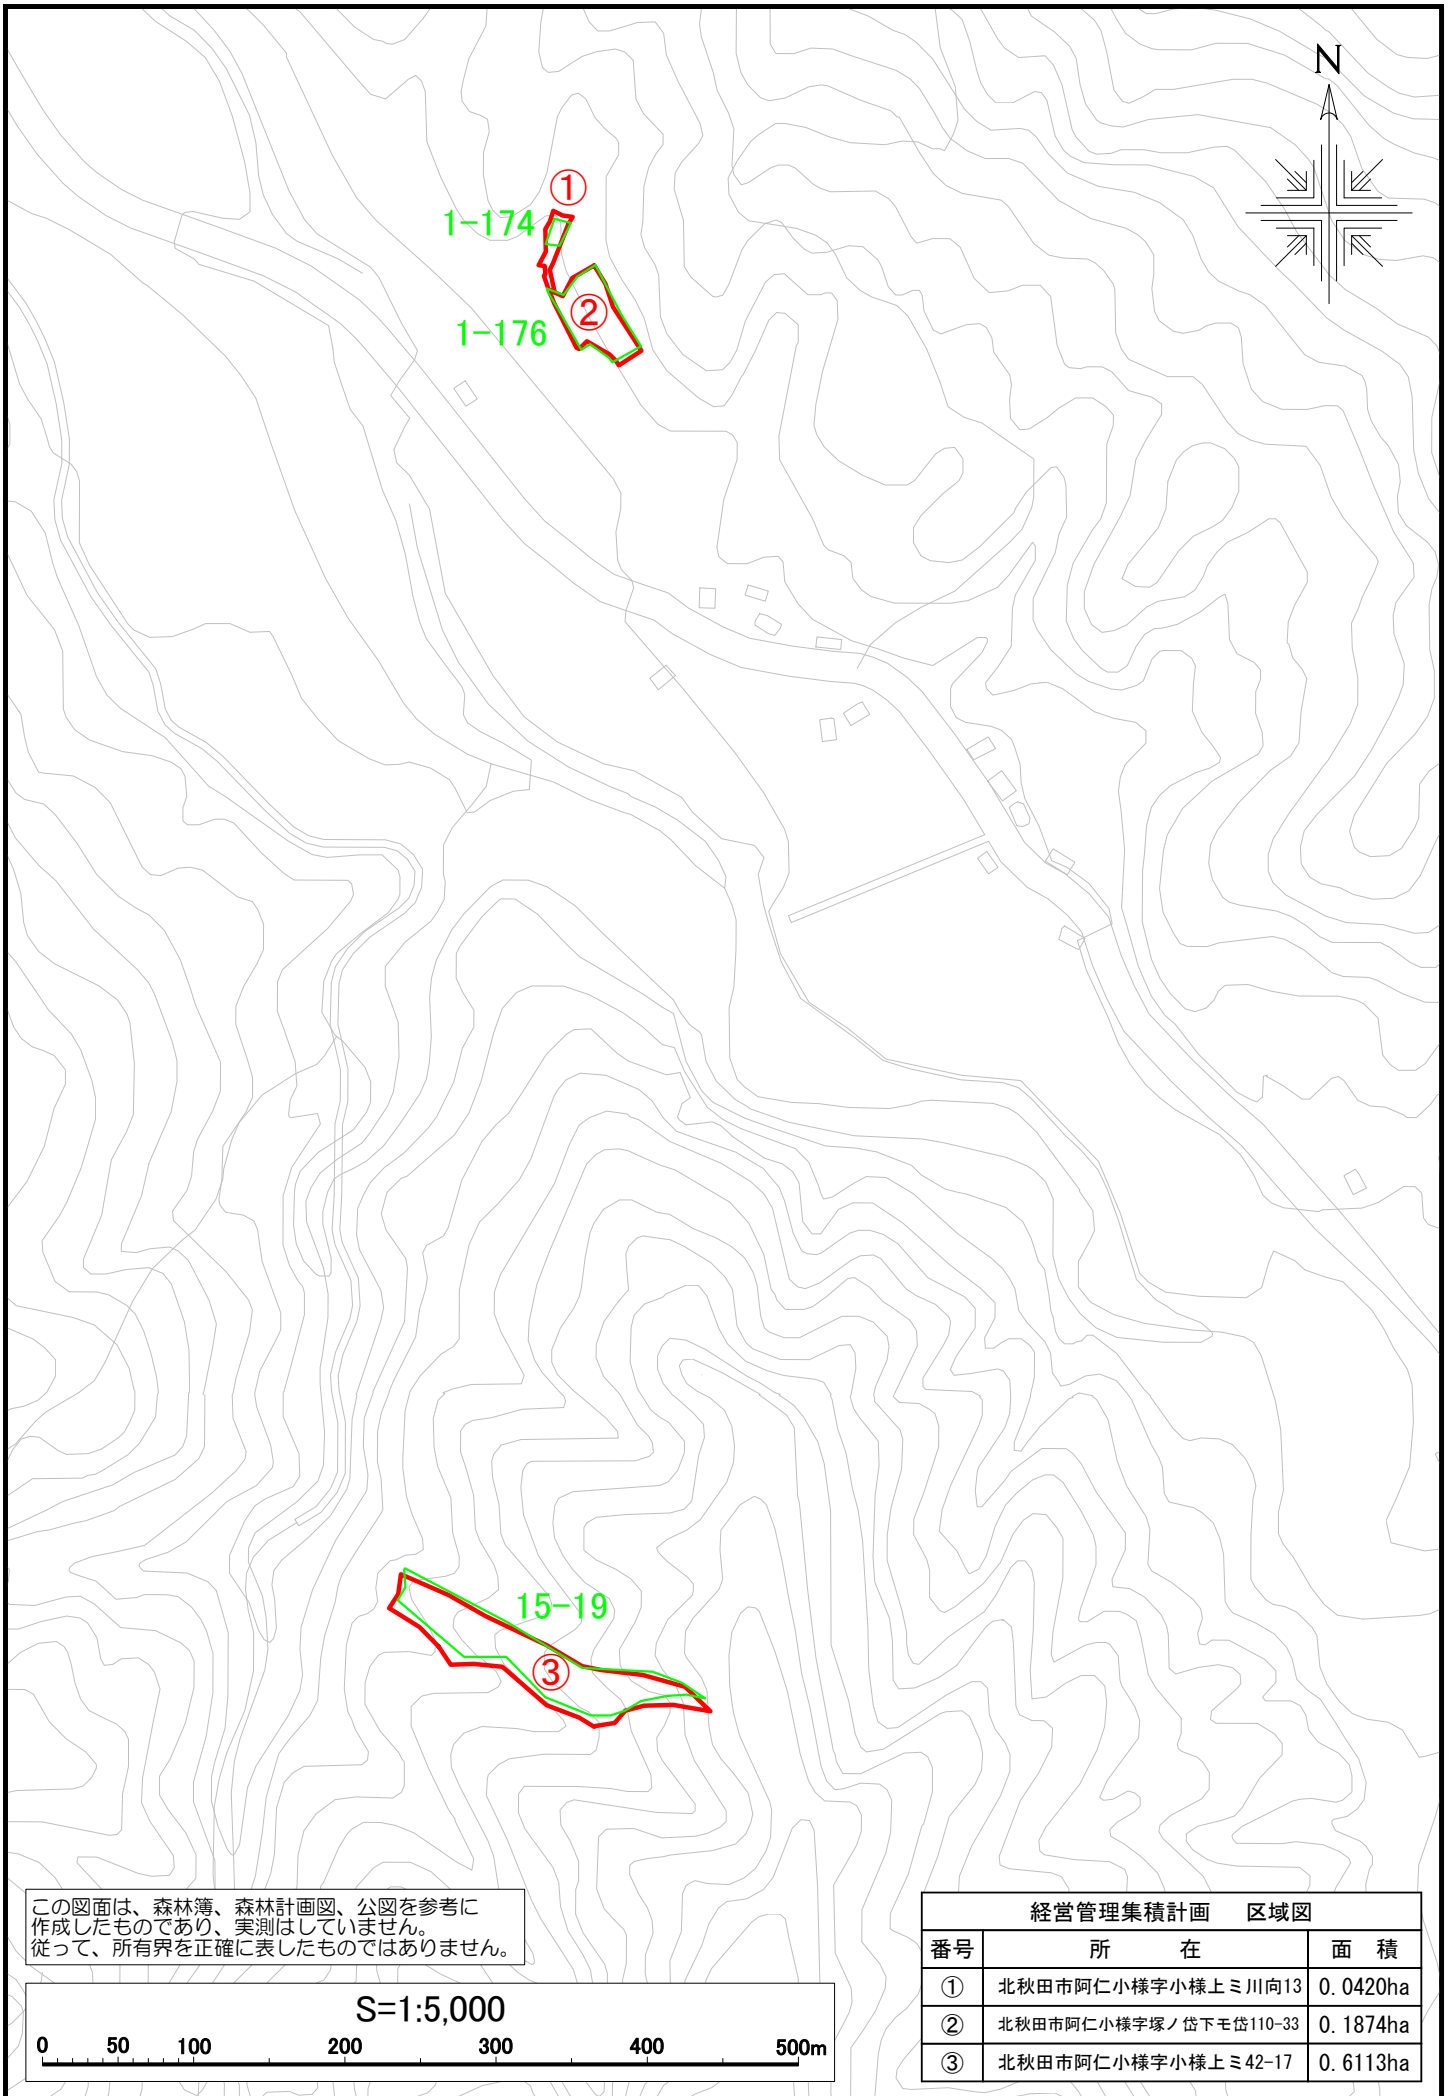 N
①
1-174
②
1-176
15-19
③
この図面は、森林簿、森林計画図、公図を参考に
作成したものであり、実測はしていません。
従って、所有界を正確に表したものではありません。
S=1:5,000
0 50 100 200 300 400 500m
経営管理集積計画 区域図
番号 所 在 面 積
① 北秋田市阿仁小様字小様上ミ川向13 0.0420ha
② 北秋田市阿仁小様字塚ノ岱下モ岱110-33 0.1874ha
③ 北秋田市阿仁小様字小様上ミ42-17 0.6113ha